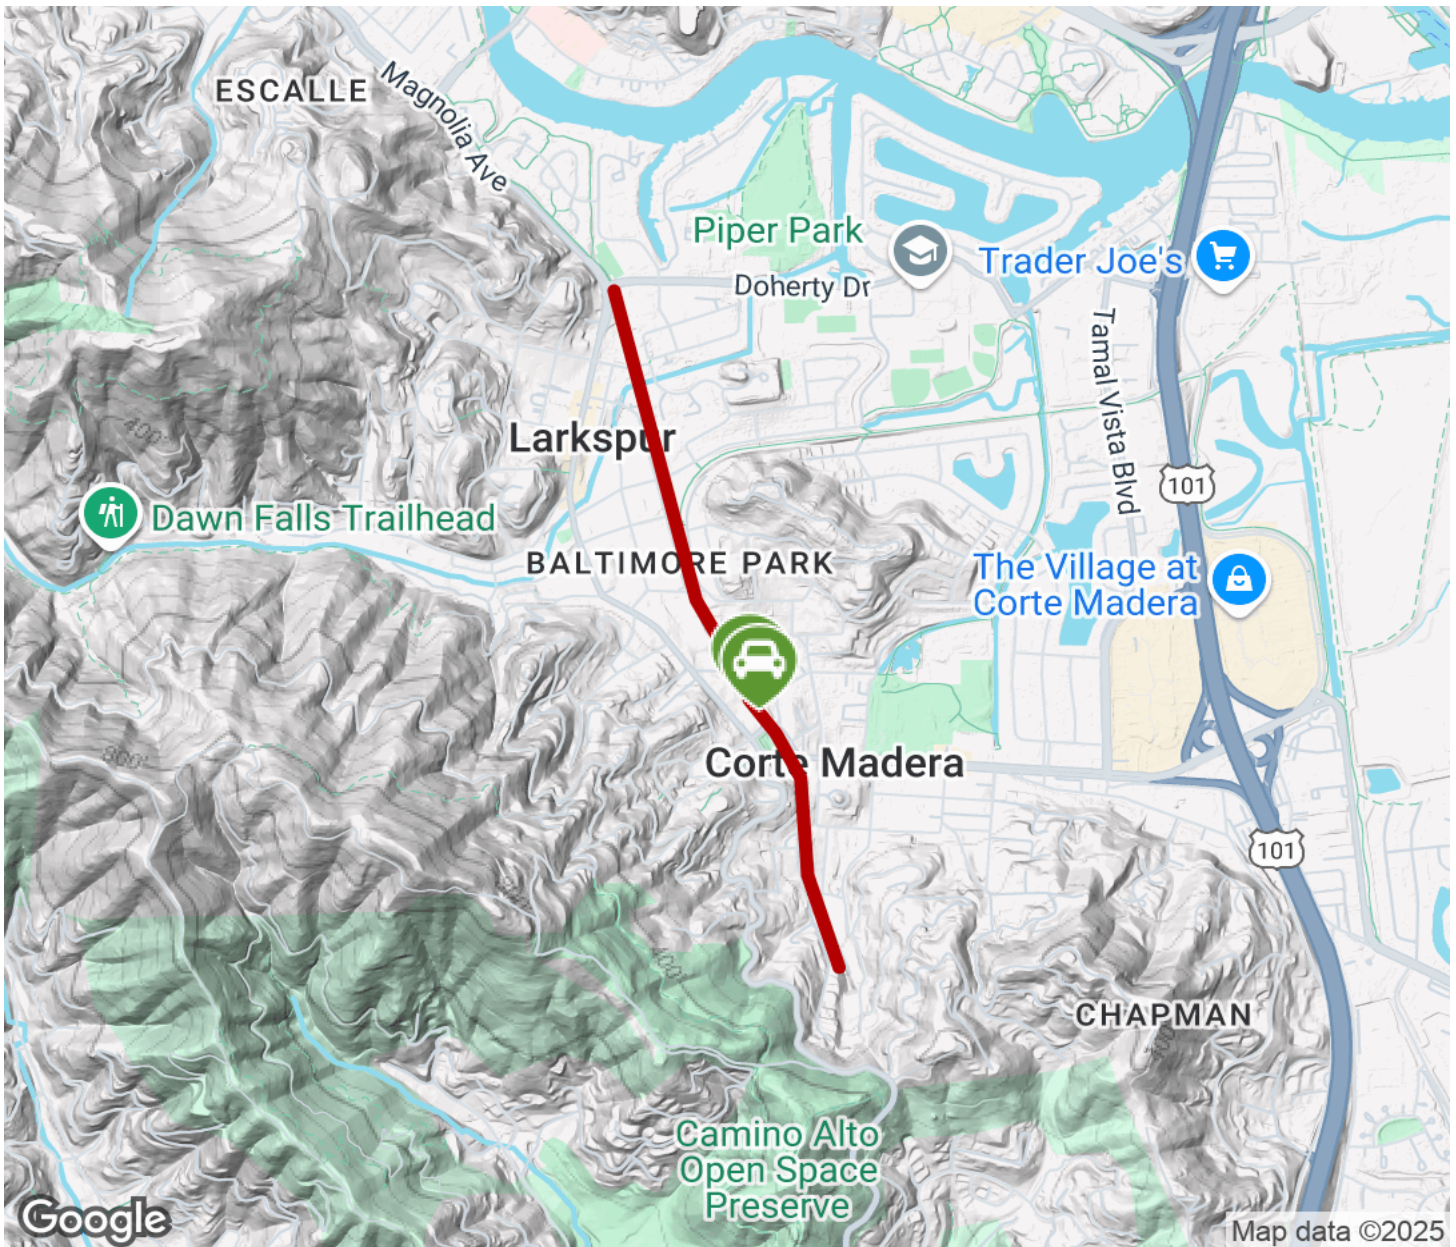 ESCALLE
Magnolia Ave
Piper Park
Trader Joe's
Doherty Dr
Tamal Vista Blvd
Larkspur
101
Dawn Falls Trailhead
400'
BALTIMORE PARK
The Village at
Corte Madera
Corte Madera
800'
101
CHAPMAN
Camino Alto
Open Space
Preserve
Google
Map data ©2025